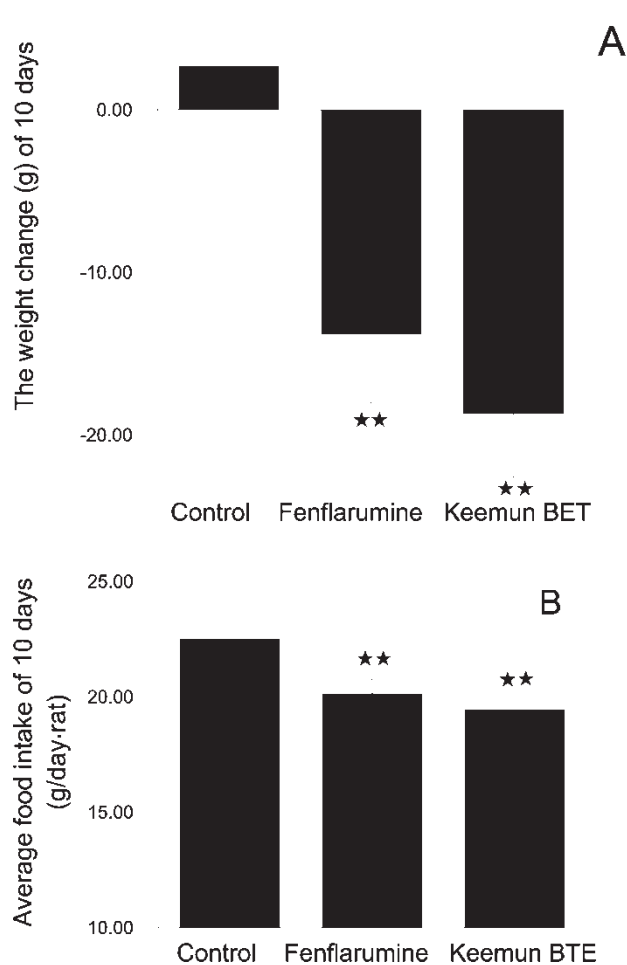 A
The weight change (g) of 10 days
0.00
-10.00
-20.00
★★
★★
Control Fenflarumine Keemun BET
B
Average food intake of 10 days
(g/day·rat)
25.00
20.00
15.00
10.00
★★
★★
Control Fenflarumine Keemun BTE